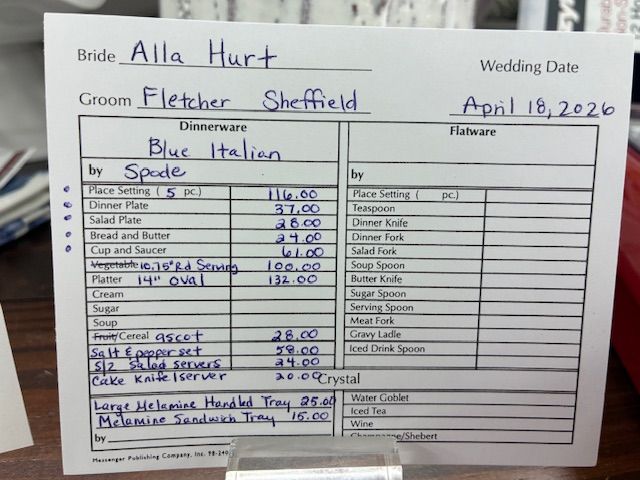 Bride Alla Hurt
Wedding Date
Groom Fletcher Sheffield
April 18, 2026
Dinnerware
Blue Italian
by Spode
Place Setting ( 5 pc.) 116.00
Dinner Plate 37.00
Salad Plate 28.00
Bread and Butter 24.00
Cup and Saucer 61.00
Vegetable 10.75" Rd Serving 100.00
Platter 14" oval 132.00
Cream
Sugar
Soup
Fruit/Cereal ascot 28.00
Salt & pepper set 58.00
S/2 Salad servers 24.00
Cake Knife/server 20.00
Large Melamine Handled Tray 25.00
Melamine Sandwich Tray 15.00
by
Messenger Publishing Company, Inc.
Flatware
by
Place Setting ( pc.)
Teaspoon
Dinner Knife
Dinner Fork
Salad Fork
Soup Spoon
Butter Knife
Sugar Spoon
Serving Spoon
Meat Fork
Gravy Ladle
Iced Drink Spoon
Crystal
Water Goblet
Iced Tea
Wine
Champagne/Sherbert